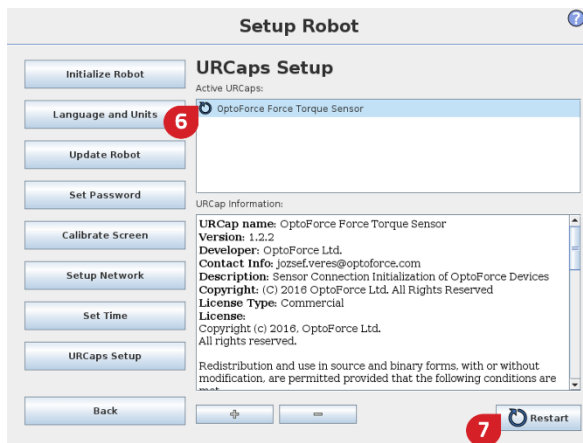 Setup Robot
?
Initialize Robot
Language and Units
Update Robot
Set Password
Calibrate Screen
Setup Network
Set Time
URCaps Setup
Back
URCaps Setup
Active URCaps:
6
OptoForce Force Torque Sensor
URCap Information:
URCap name: OptoForce Force Torque Sensor
Version: 1.2.2
Developer: OptoForce Ltd.
Contact Info: jozsef.veres@optoforce.com
Description: Sensor Connection Initialization of OptoForce Devices
Copyright: (C) 2016 OptoForce Ltd. All Rights Reserved
License Type: Commercial
License:
Copyright (c) 2016, OptoForce Ltd.
All rights reserved.
Redistribution and use in source and binary forms, with or without
modification, are permitted provided that the following conditions are
met
+
-
7
Restart